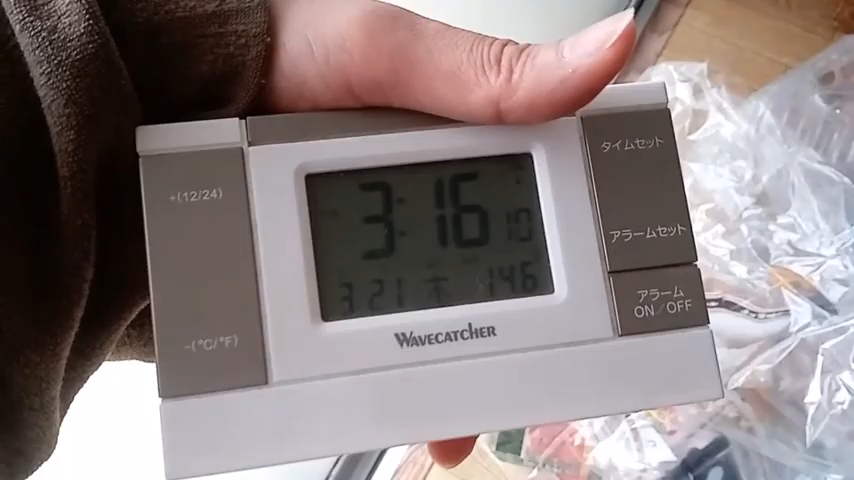 +(12/24)
-(°C/°F)
3:16 10
3 21
14.6
WAVECATCHER
タイムセット
アラームセット
アラーム
ON/OFF